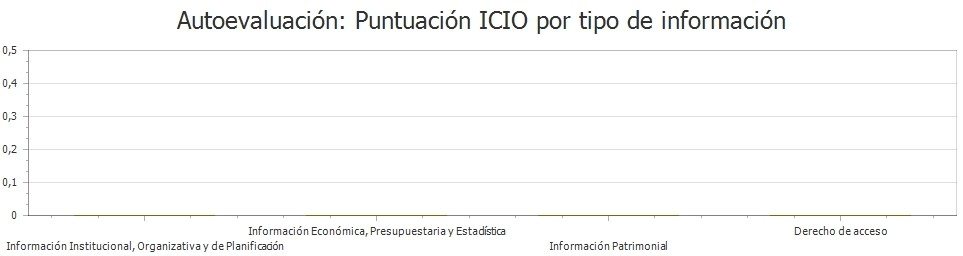 Autoevaluación: Puntuación ICIO por tipo de información
0,5
0,4
0,3
0,2
0,1
0
Información Económica, Presupuestaria y Estadística
Derecho de acceso
Información Institucional, Organizativa y de Planificación
Información Patrimonial